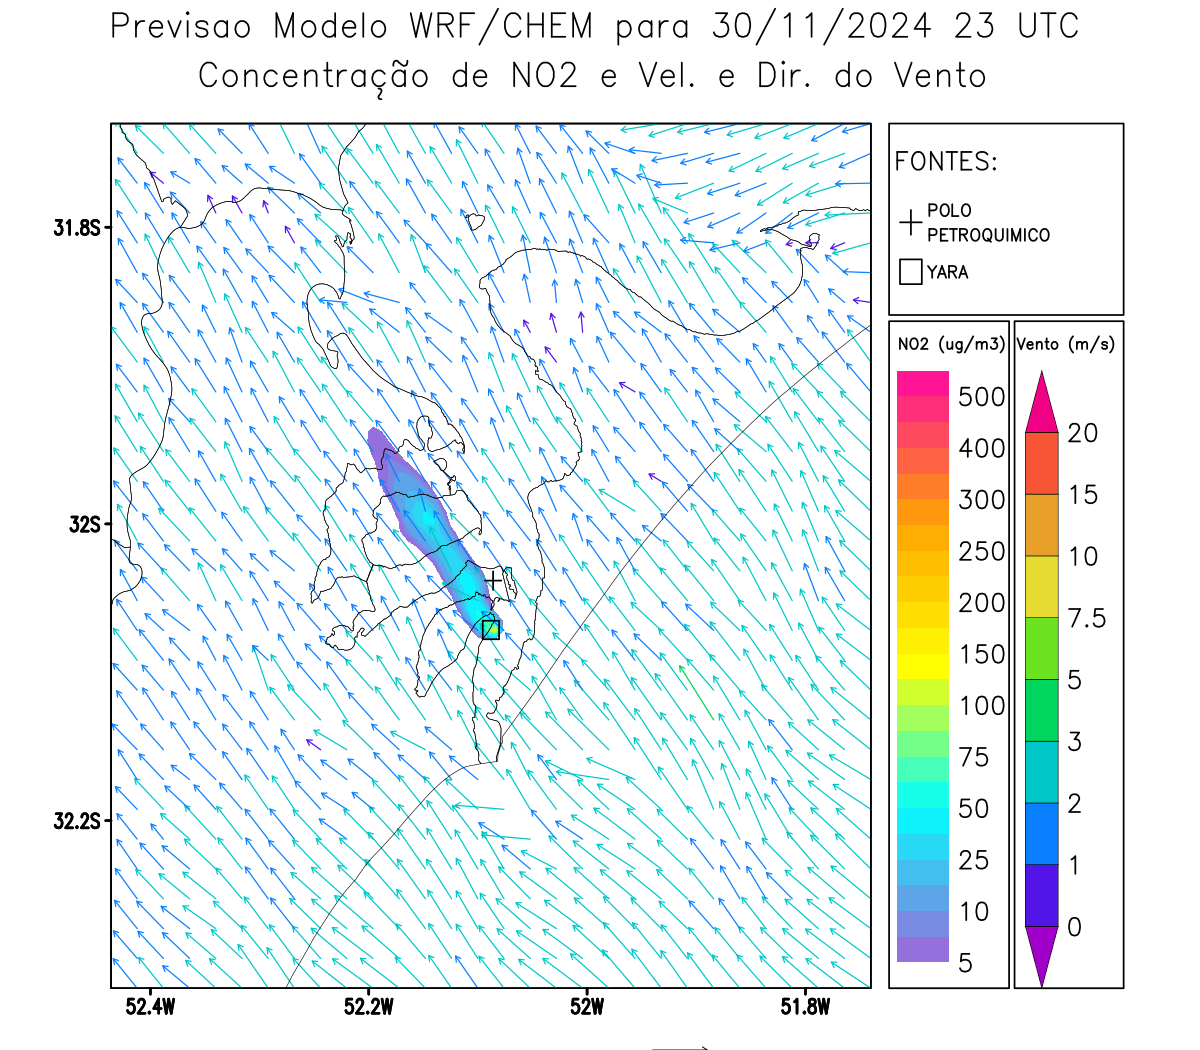 Previsao Modelo WRF/CHEM para 30/11/2024 23 UTC
Concentração de NO2 e Vel. e Dir. do Vento
FONTES:
POLO
PETROQUIMICO
YARA
NO2 (ug/m3)
500
400
300
250
200
150
100
75
50
25
10
5
Vento (m/s)
20
15
10
7.5
5
3
2
1
0
31.8S
32S
32.2S
52.4W
52.2W
52W
51.8W